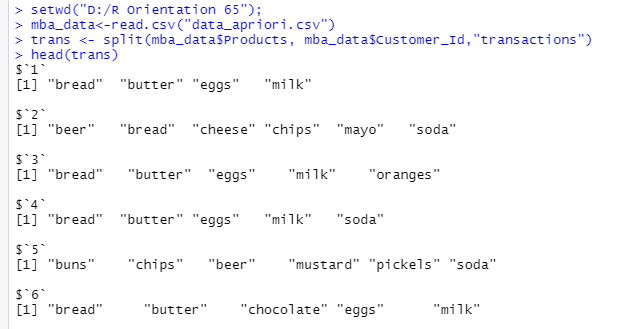 > setwd("D:/R Orientation 65");
> mba_data<-read.csv("data_apriori.csv")
> trans <- split(mba_data$Products, mba_data$Customer_Id,"transactions")
> head(trans)
$`1`
[1] "bread"  "butter" "eggs"   "milk"
$`2`
[1] "beer"   "bread"  "cheese" "chips"  "mayo"   "soda"
$`3`
[1] "bread"   "butter"  "eggs"    "milk"    "oranges"
$`4`
[1] "bread"  "butter" "eggs"   "milk"   "soda"
$`5`
[1] "buns"    "chips"   "beer"    "mustard" "pickels" "soda"
$`6`
[1] "bread"     "butter"    "chocolate" "eggs"      "milk"